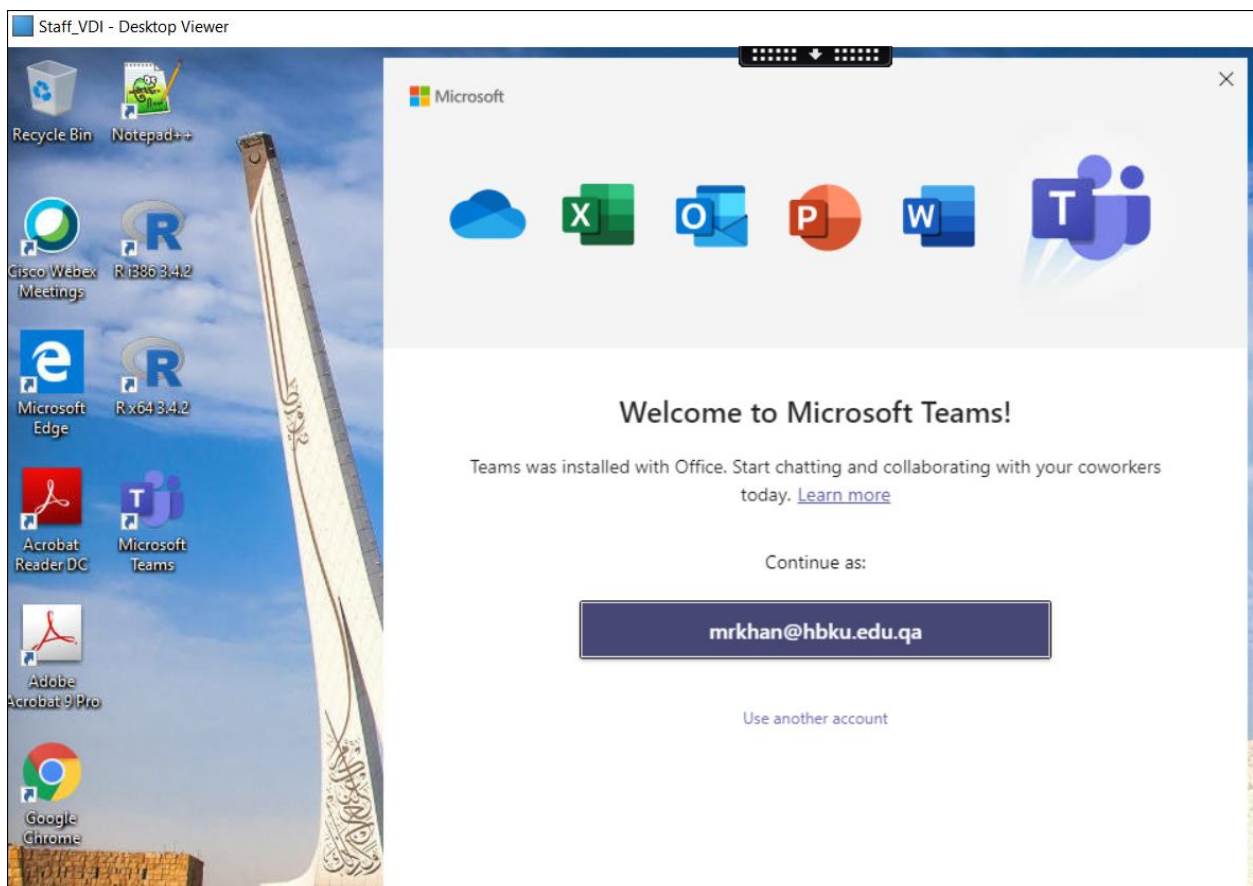 Staff_VDI - Desktop Viewer
Recycle Bin
Notepad++
Cisco Webex
Meetings
R i386 3.4.2
Microsoft
Edge
R x64 3.4.2
Acrobat
Reader DC
Microsoft
Teams
Adobe
Acrobat 9 Pro
Google
Chrome
Microsoft
Welcome to Microsoft Teams!
Teams was installed with Office. Start chatting and collaborating with your coworkers
today. Learn more
Continue as:
mrkhan@hbku.edu.qa
Use another account